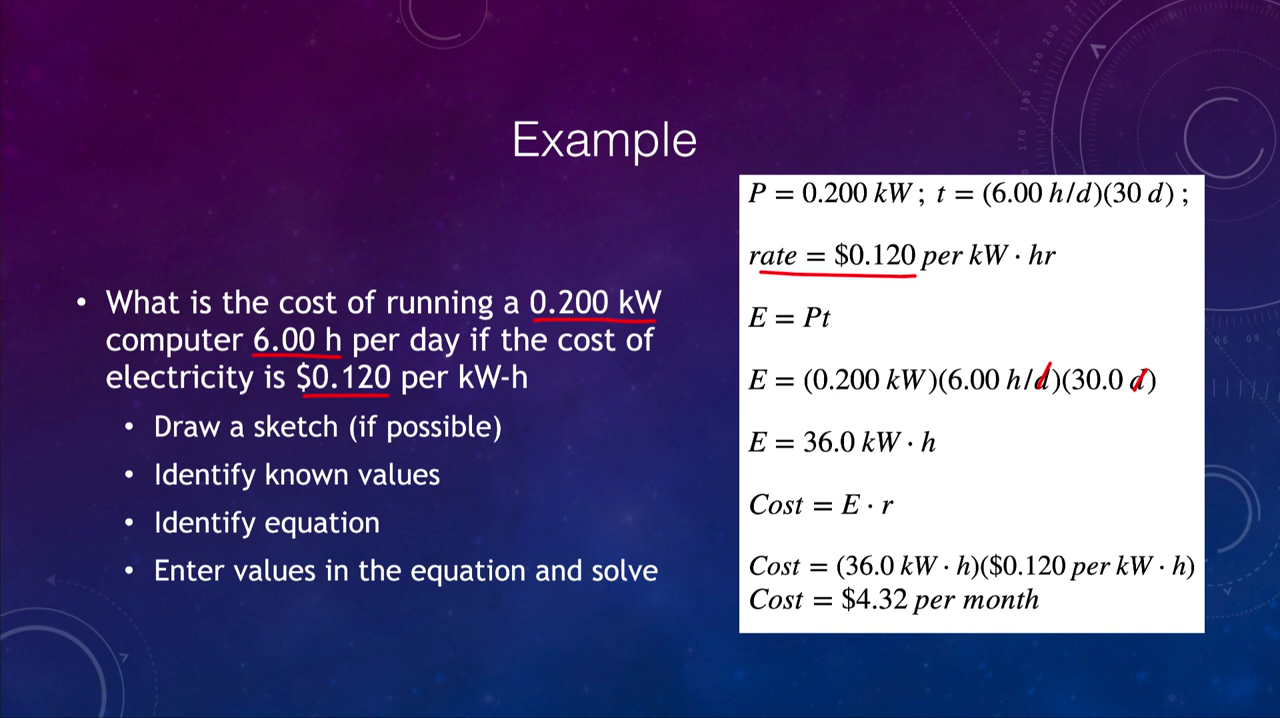 Example
• What is the cost of running a 0.200 kW
computer 6.00 h per day if the cost of
electricity is $0.120 per kW-h
• Draw a sketch (if possible)
• Identify known values
• Identify equation
• Enter values in the equation and solve
P = 0.200 kW ; t = (6.00 h/d)(30 d) ;
rate = $0.120 per kW · hr
E = Pt
E = (0.200 kW)(6.00 h/d)(30.0 d)
E = 36.0 kW · h
Cost = E · r
Cost = (36.0 kW · h)($0.120 per kW · h)
Cost = $4.32 per month
200
190
170